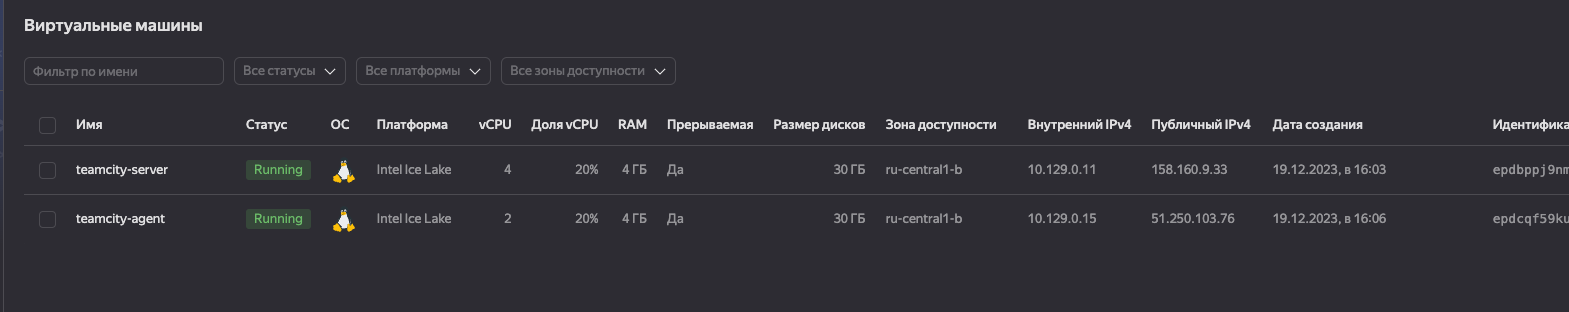 Виртуальные машины
Фильтр по имени Все статусы Все платформы Все зоны доступности
Имя Статус ОС Платформа vCPU Доля vCPU RAM Прерываемая Размер дисков Зона доступности Внутренний IPv4 Публичный IPv4 Дата создания Идентифика
teamcity-server Running Intel Ice Lake 4 20% 4 ГБ Да 30 ГБ ru-central1-b 10.129.0.11 158.160.9.33 19.12.2023, в 16:03 epdbppj9nm
teamcity-agent Running Intel Ice Lake 2 20% 4 ГБ Да 30 ГБ ru-central1-b 10.129.0.15 51.250.103.76 19.12.2023, в 16:06 epdcqf59ku